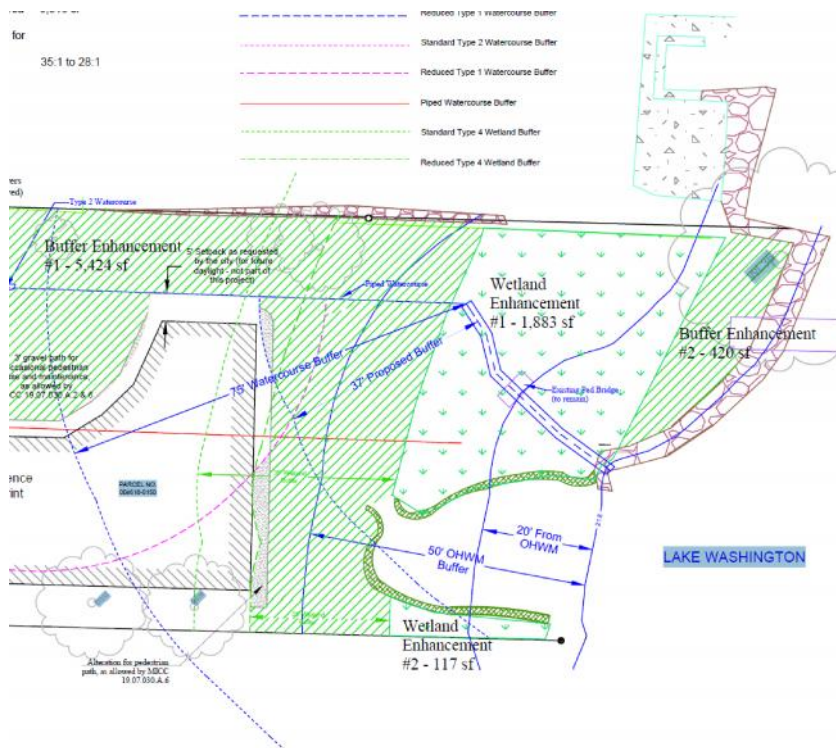 for
35:1 to 28:1
Reduced Type 1 Watercourse Buffer
Standard Type 2 Watercourse Buffer
Reduced Type 1 Watercourse Buffer
Piped Watercourse Buffer
Standard Type 4 Wetland Buffer
Reduced Type 4 Wetland Buffer
Type 2 Watercourse
Buffer Enhancement
#1 - 5,424 sf
5' Setback as requested
by the city (for future
daylight - not part of
this project)
Piped Watercourse
Wetland
Enhancement
#1 - 1,883 sf
Buffer Enhancement
#2 - 420 sf
75' Watercourse Buffer
37' Proposed Buffer
Existing Ped Bridge
(to remain)
3' gravel path for
occasional pedestrian
and maintenance,
as allowed by
19.07.030.A.2 & 6
PARCEL NO.
20' From
OHWM
50' OHWM
Buffer
LAKE WASHINGTON
Wetland
Enhancement
#2 - 117 sf
Alteration for pedestrian
path, as allowed by MICC
19.07.030.A.6